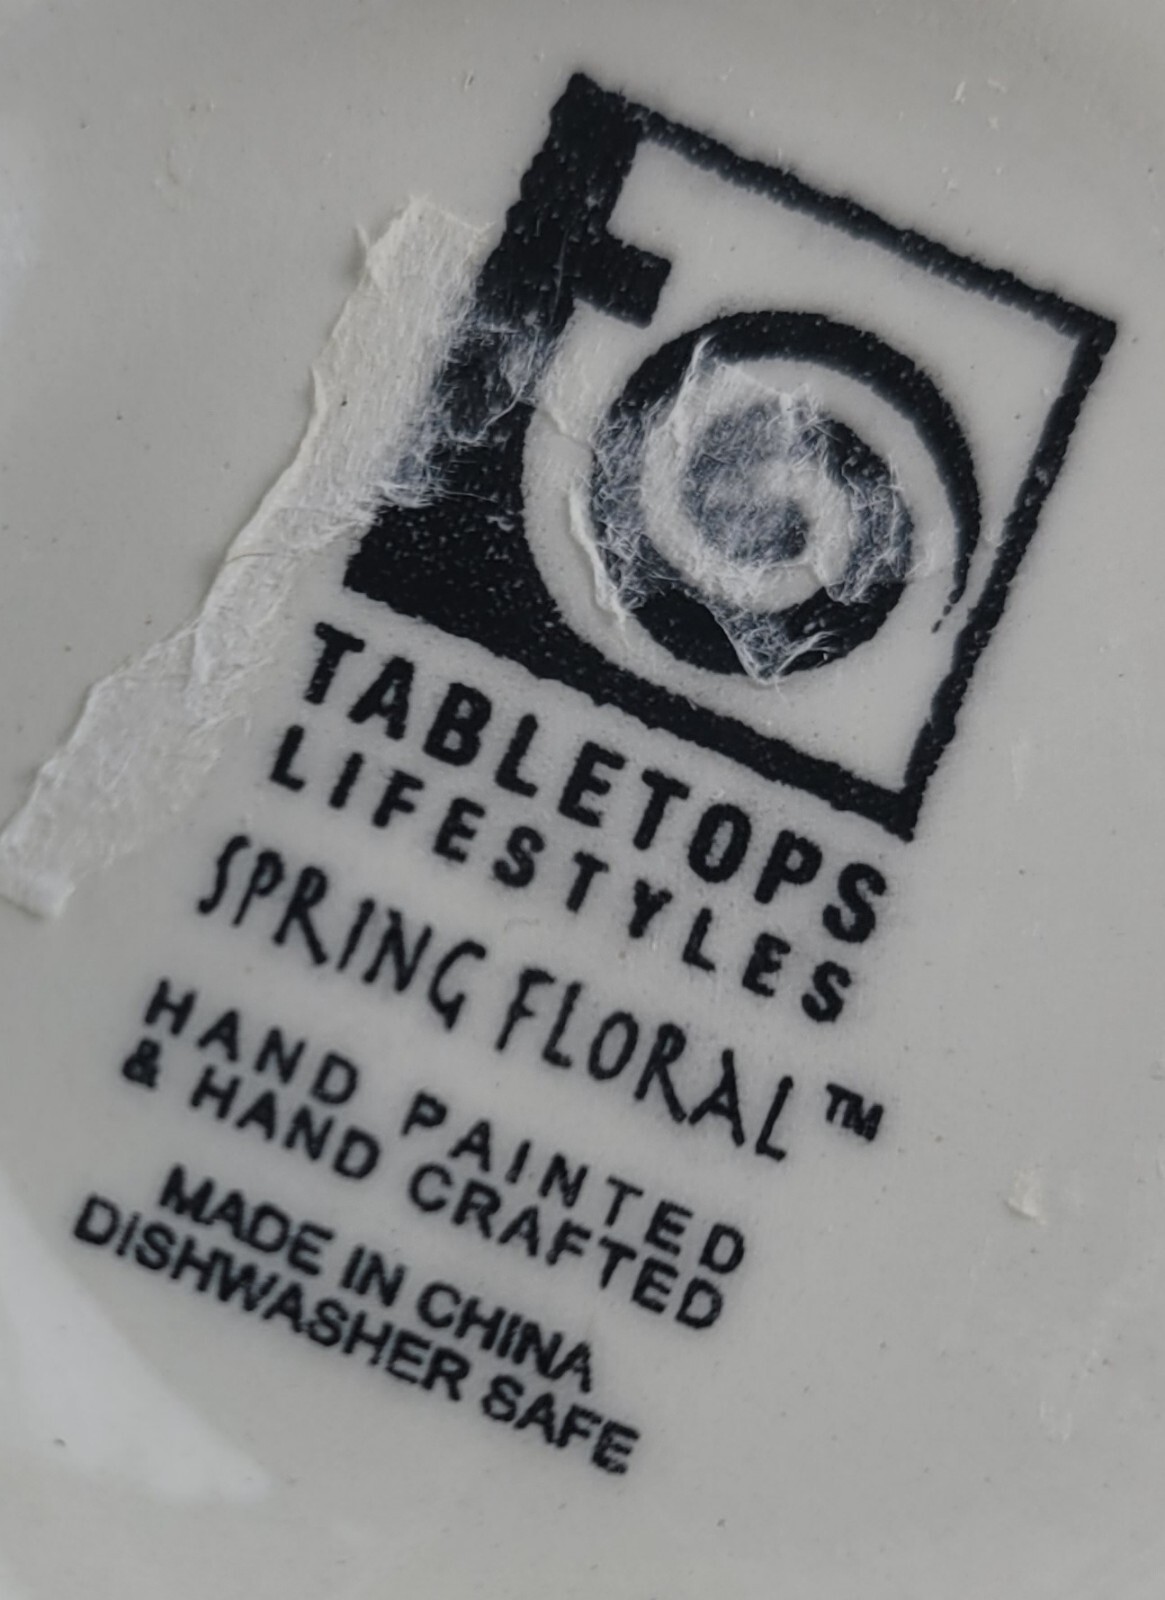 TABLETOPS
LIFESTYLES
SPRING FLORAL™
HAND PAINTED
& HAND CRAFTED
MADE IN CHINA
DISHWASHER SAFE